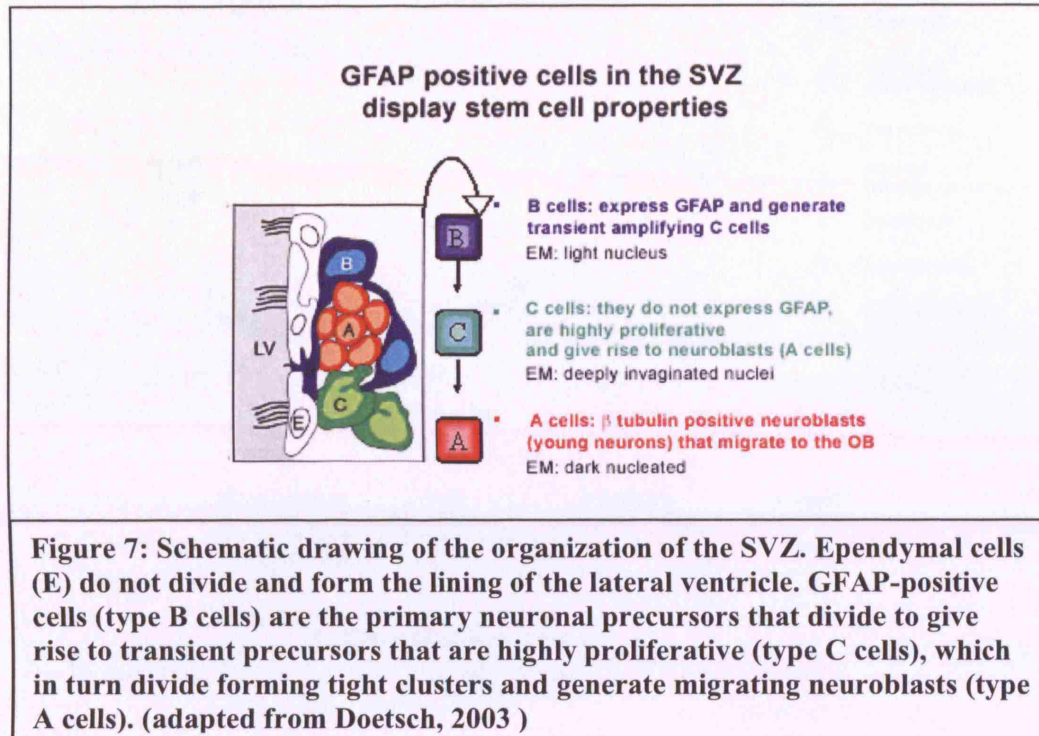 GFAP positive cells in the SVZ
display stem cell properties
B cells: express GFAP and generate
transient amplifying C cells
EM: light nucleus
C cells: they do not express GFAP,
are highly proliferative
and give rise to neuroblasts (A cells)
EM: deeply invaginated nuclei
A cells: β tubulin positive neuroblasts
(young neurons) that migrate to the OB
EM: dark nucleated
B
C
A
B
A
LV
C
E
Figure 7: Schematic drawing of the organization of the SVZ. Ependymal cells
(E) do not divide and form the lining of the lateral ventricle. GFAP-positive
cells (type B cells) are the primary neuronal precursors that divide to give
rise to transient precursors that are highly proliferative (type C cells), which
in turn divide forming tight clusters and generate migrating neuroblasts (type
A cells). (adapted from Doetsch, 2003 )